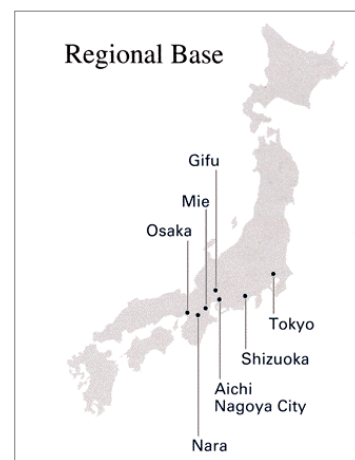 Regional Base
Gifu
Mie
Osaka
Tokyo
Shizuoka
Aichi
Nagoya City
Nara